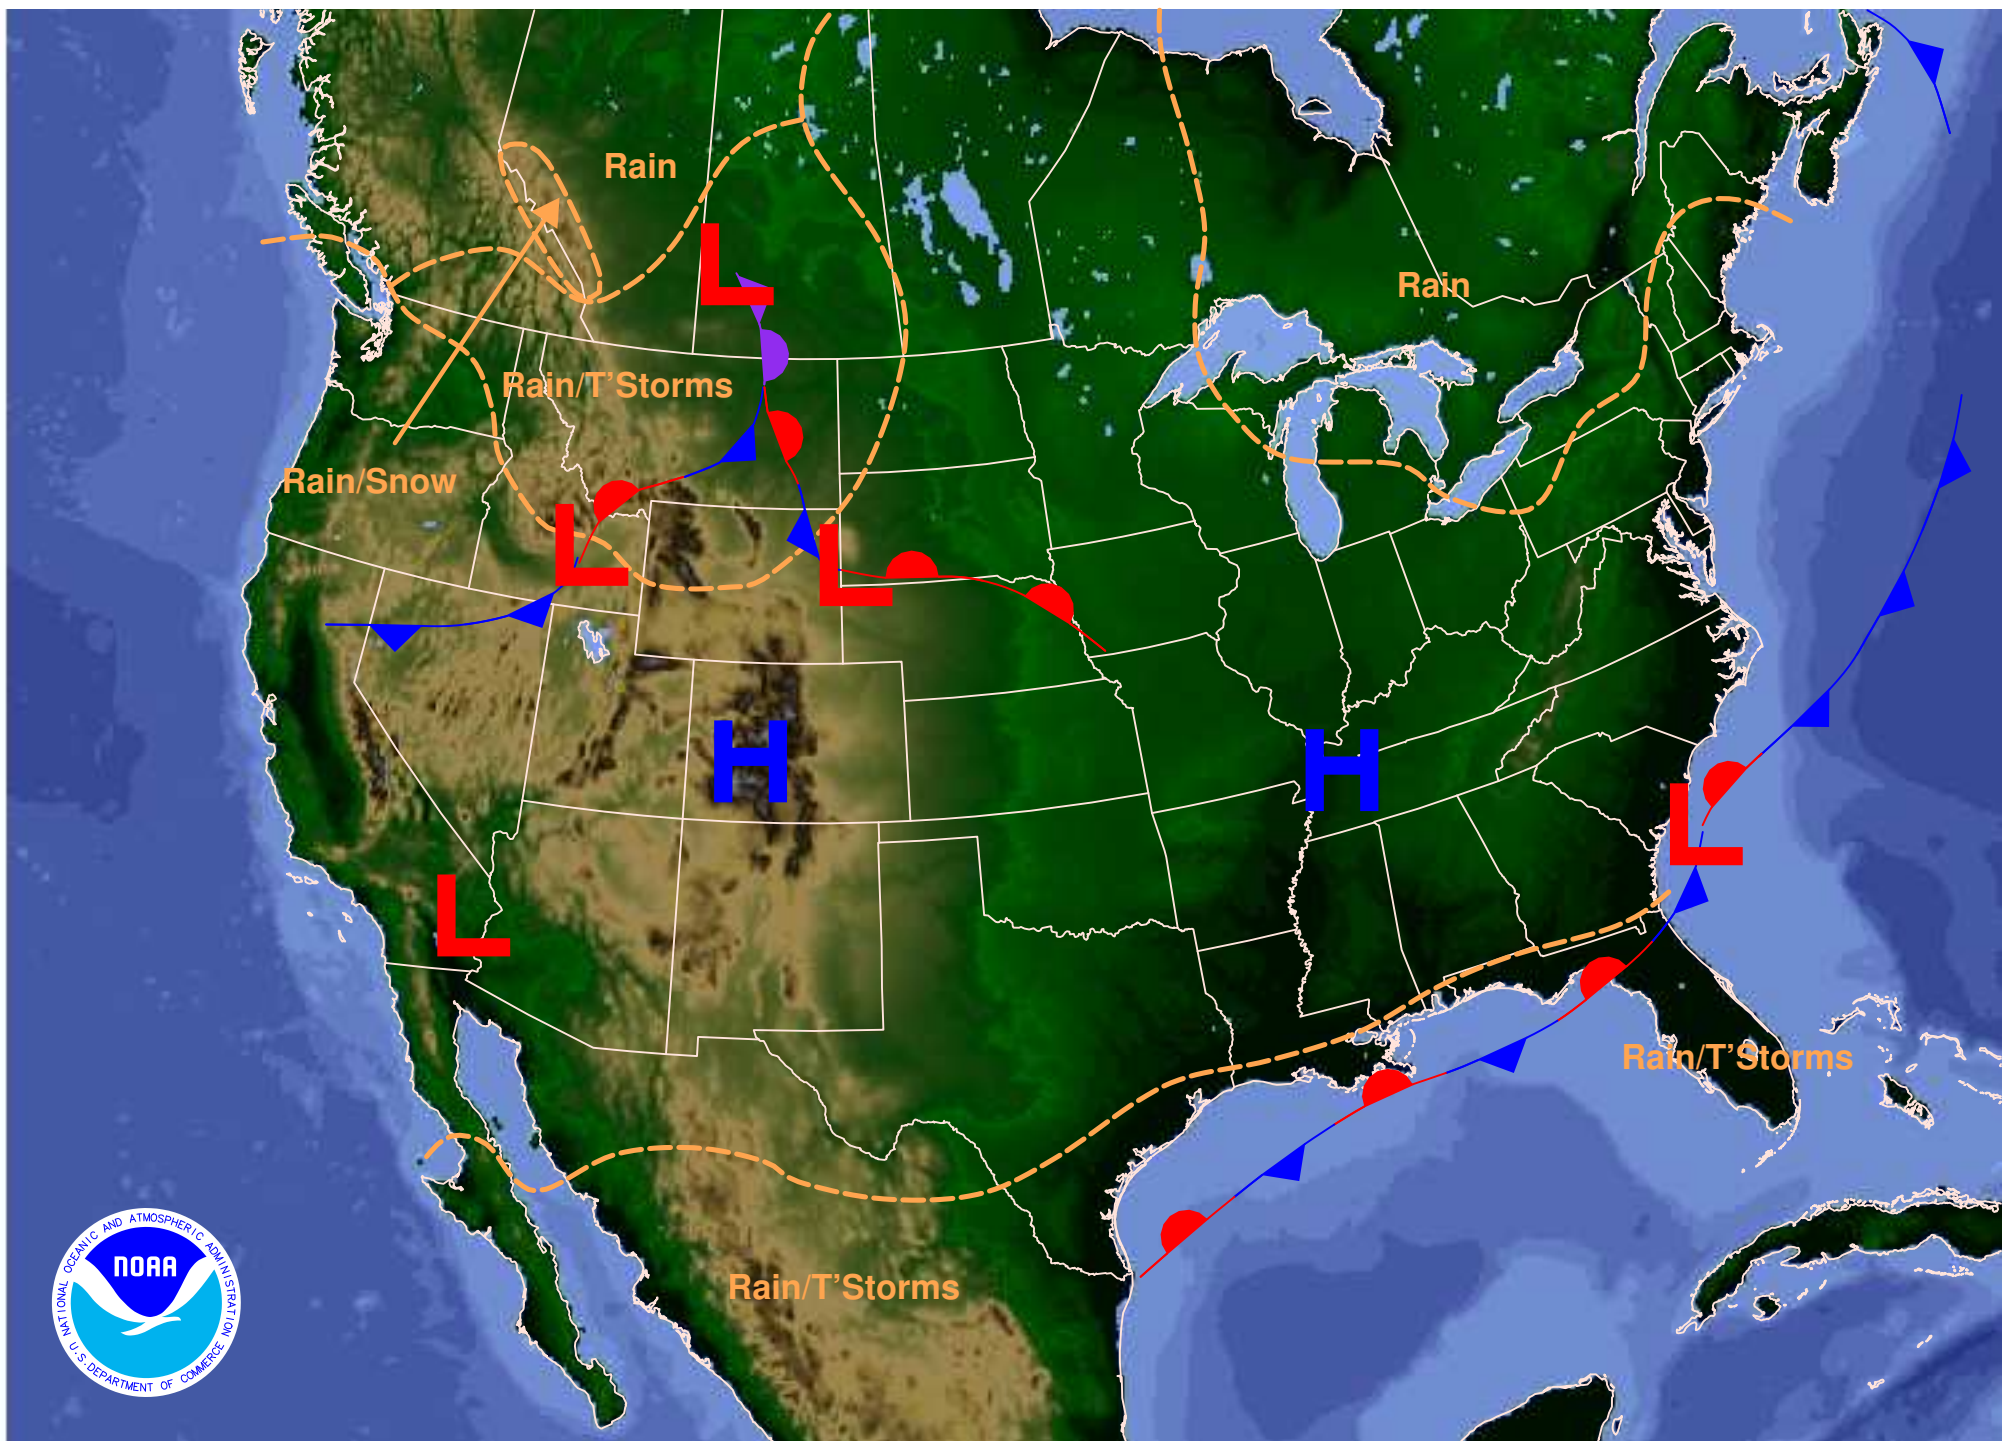 Rain
L
Rain
Rain/T'Storms
Rain/Snow
L
L
H
H
L
L
Rain/T'Storms
Rain/T'Storms
NATIONAL OCEANIC AND ATMOSPHERIC ADMINISTRATION
NOAA
U.S. DEPARTMENT OF COMMERCE